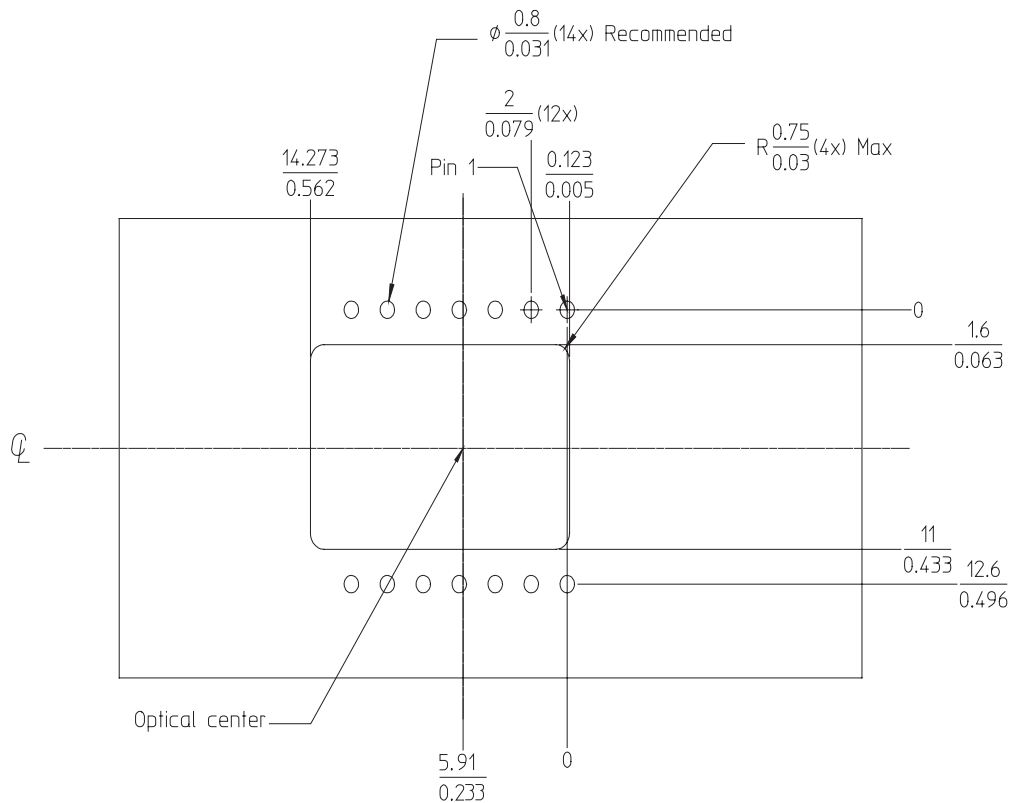 ⌀ 0.8/0.031 (14x) Recommended
2/0.079 (12x)
R 0.75/0.03 (4x) Max
14.273/0.562
Pin 1
0.123/0.005
0
1.6/0.063
℄
11/0.433
12.6/0.496
Optical center
5.91/0.233
0